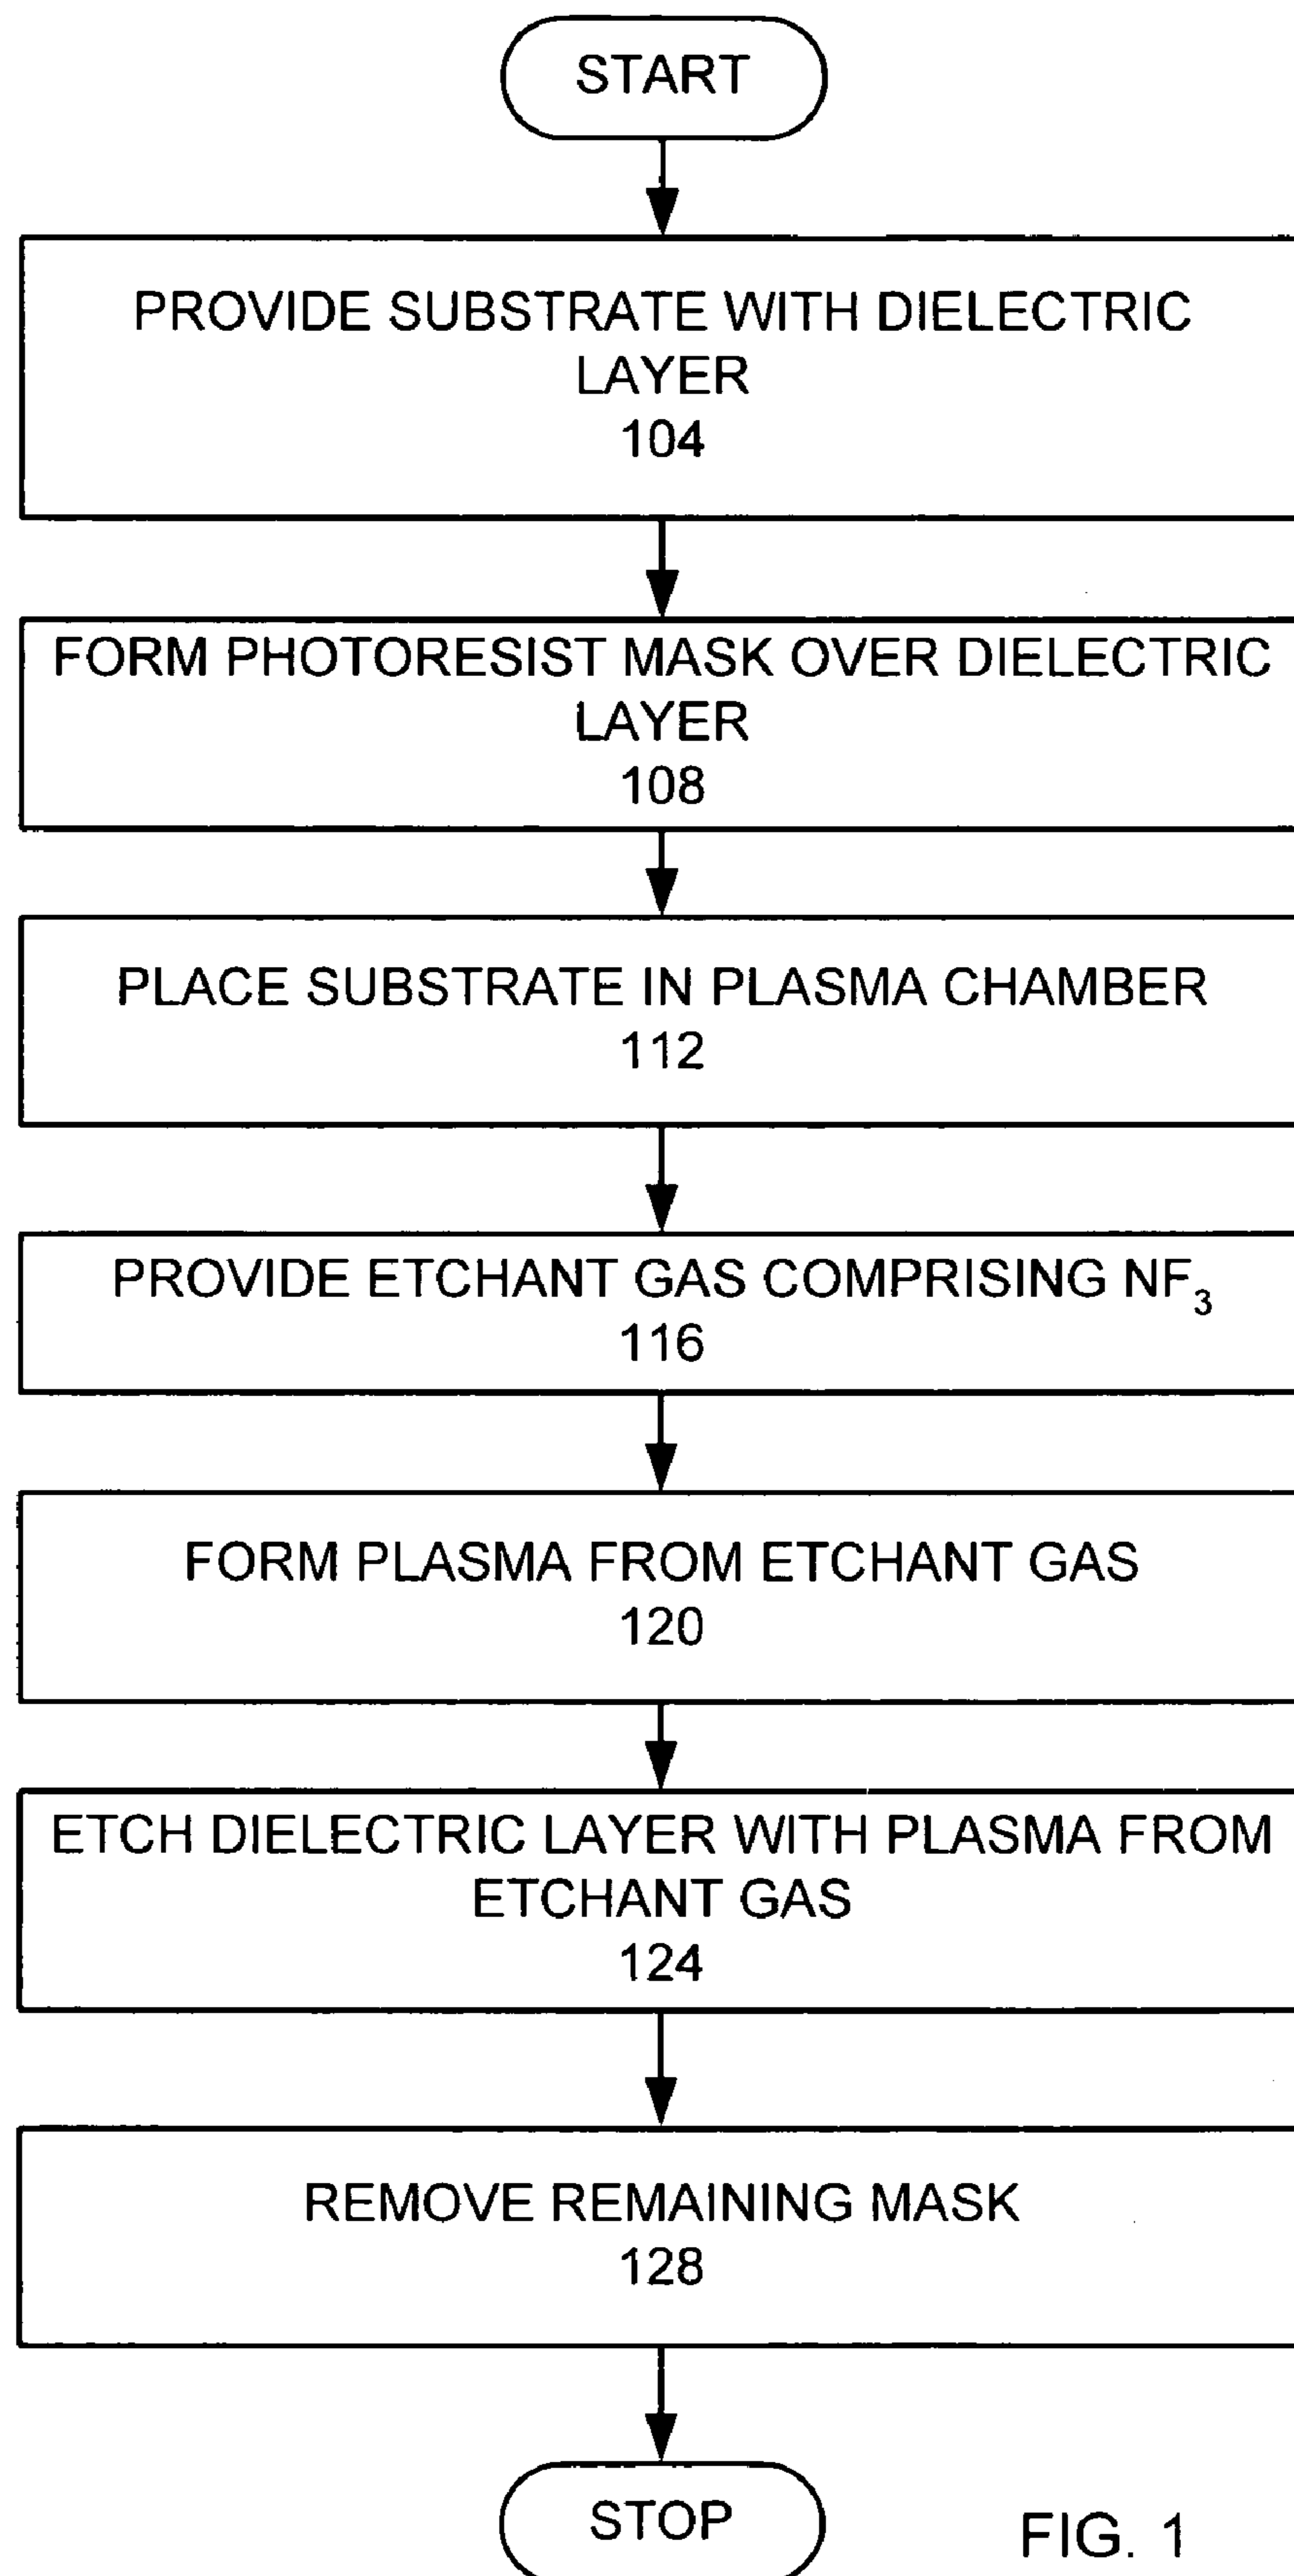 START
PROVIDE SUBSTRATE WITH DIELECTRIC
LAYER
104
FORM PHOTORESIST MASK OVER DIELECTRIC
LAYER
108
PLACE SUBSTRATE IN PLASMA CHAMBER
112
PROVIDE ETCHANT GAS COMPRISING NF₃
116
FORM PLASMA FROM ETCHANT GAS
120
ETCH DIELECTRIC LAYER WITH PLASMA FROM
ETCHANT GAS
124
REMOVE REMAINING MASK
128
STOP
FIG. 1